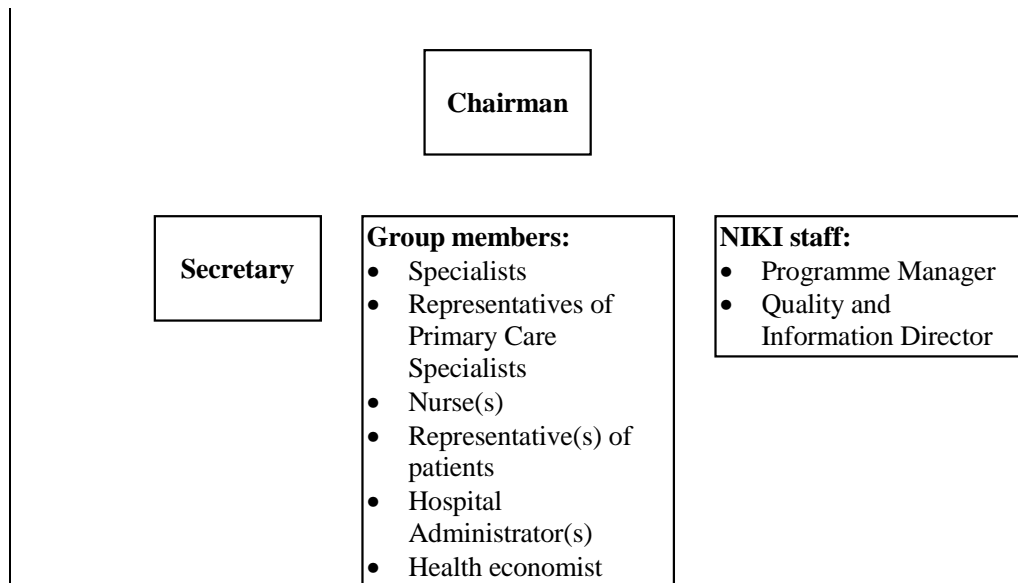 Chairman
Secretary
Group members:
• Specialists
• Representatives of
Primary Care
Specialists
• Nurse(s)
• Representative(s) of
patients
• Hospital
Administrator(s)
• Health economist
NIKI staff:
• Programme Manager
• Quality and
Information Director